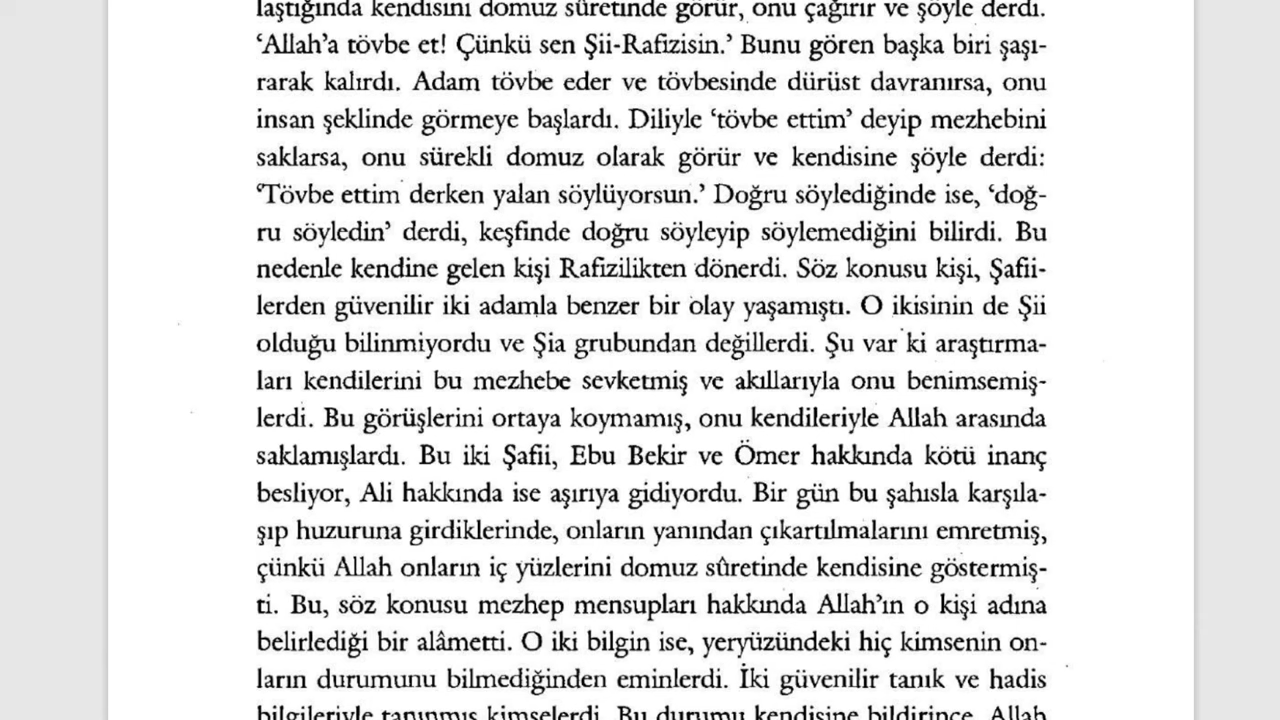 laştığında kendisini domuz sûretinde görür, onu çağırır ve şöyle derdi.
‘Allah’a tövbe et! Çünkü sen Şii-Rafizisin.’ Bunu gören başka biri şaşı-
rarak kalırdı. Adam tövbe eder ve tövbesinde dürüst davranırsa, onu
insan şeklinde görmeye başlardı. Diliyle ‘tövbe ettim’ deyip mezhebini
saklarsa, onu sürekli domuz olarak görür ve kendisine şöyle derdi:
‘Tövbe ettim derken yalan söylüyorsun.’ Doğru söylediğinde ise, ‘doğ-
ru söyledin’ derdi, keşfinde doğru söyleyip söylemediğini bilirdi. Bu
nedenle kendine gelen kişi Rafizilikten dönerdi. Söz konusu kişi, Şafii-
lerden güvenilir iki adamla benzer bir olay yaşamıştı. O ikisinin de Şii
olduğu bilinmiyordu ve Şia grubundan değillerdi. Şu var ki araştırma-
ları kendilerini bu mezhebe sevketmiş ve akıllarıyla onu benimsemiş-
lerdi. Bu görüşlerini ortaya koymamış, onu kendileriyle Allah arasında
saklamışlardı. Bu iki Şafii, Ebu Bekir ve Ömer hakkında kötü inanç
besliyor, Ali hakkında ise aşırıya gidiyordu. Bir gün bu şahısla karşıla-
şıp huzuruna girdiklerinde, onların yanından çıkartılmalarını emretmiş,
çünkü Allah onların iç yüzlerini domuz sûretinde kendisine göstermiş-
ti. Bu, söz konusu mezhep mensupları hakkında Allah’ın o kişi adına
belirlediği bir alâmetti. O iki bilgin ise, yeryüzündeki hiç kimsenin on-
ların durumunu bilmediğinden eminlerdi. İki güvenilir tanık ve hadis
bilgileriyle tanınmış kimselerdi. Bu durumu kendisine bildirince, Allah